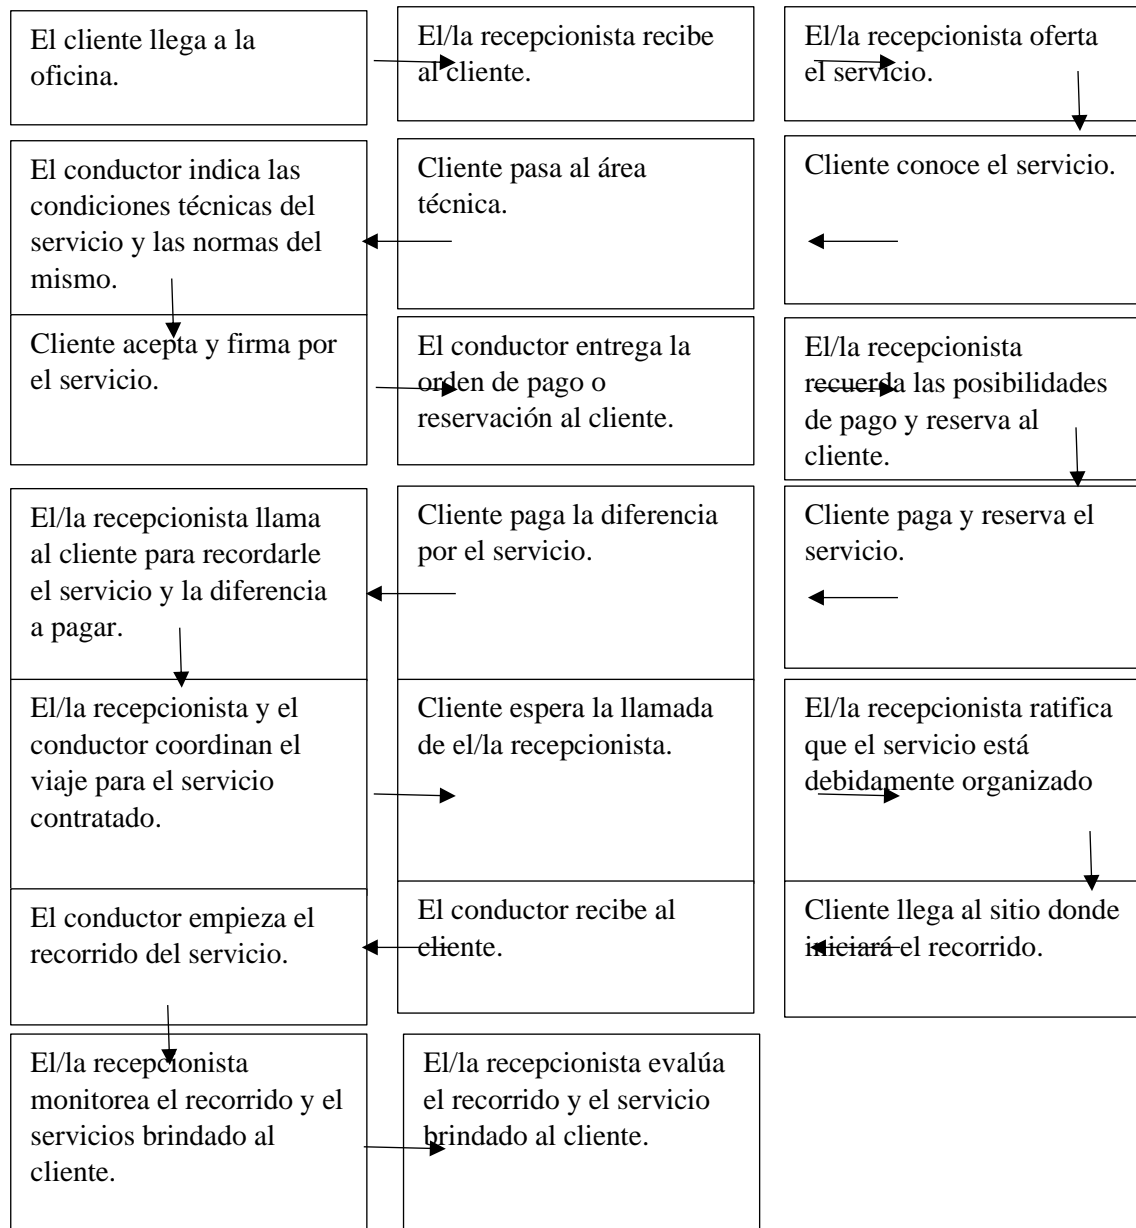 El cliente llega a la
oficina.
El/la recepcionista recibe
al cliente.
El/la recepcionista oferta
el servicio.
El conductor indica las
condiciones técnicas del
servicio y las normas del
mismo.
Cliente pasa al área
técnica.
Cliente conoce el servicio.
Cliente acepta y firma por
el servicio.
El conductor entrega la
orden de pago o
reservación al cliente.
El/la recepcionista
recuerda las posibilidades
de pago y reserva al
cliente.
El/la recepcionista llama
al cliente para recordarle
el servicio y la diferencia
a pagar.
Cliente paga la diferencia
por el servicio.
Cliente paga y reserva el
servicio.
El/la recepcionista y el
conductor coordinan el
viaje para el servicio
contratado.
Cliente espera la llamada
de el/la recepcionista.
El/la recepcionista ratifica
que el servicio está
debidamente organizado
El conductor empieza el
recorrido del servicio.
El conductor recibe al
cliente.
Cliente llega al sitio donde
iniciará el recorrido.
El/la recepcionista
monitorea el recorrido y el
servicios brindado al
cliente.
El/la recepcionista evalúa
el recorrido y el servicio
brindado al cliente.